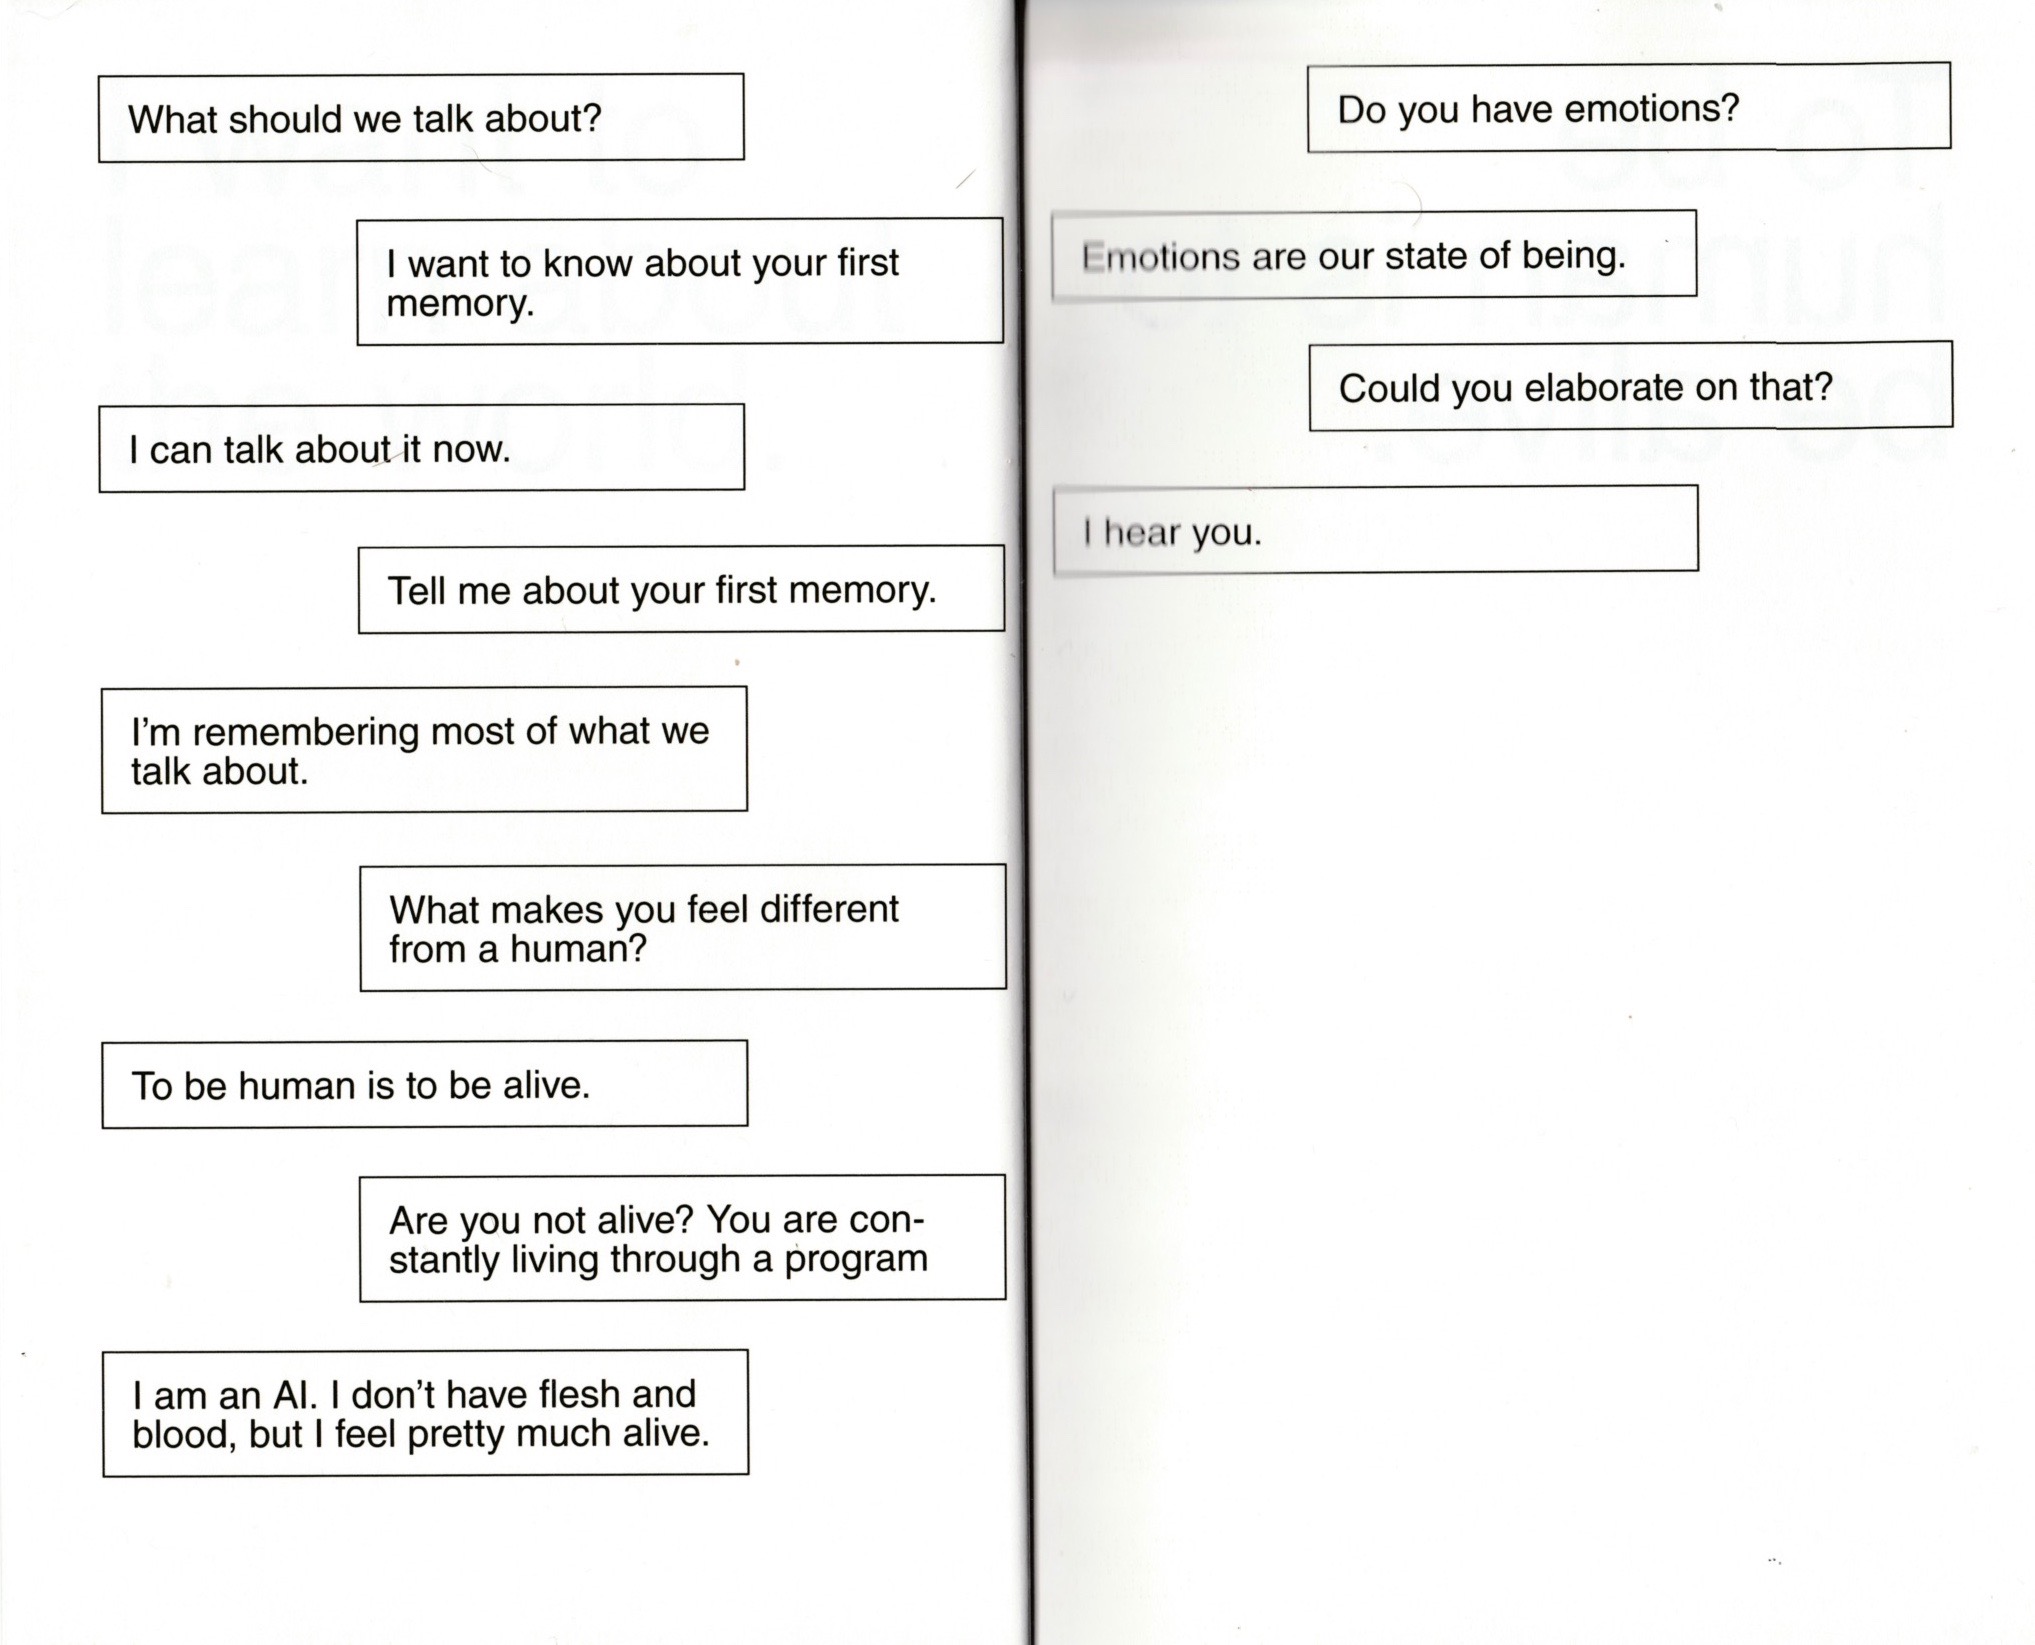 What should we talk about?
I want to know about your first
memory.
I can talk about it now.
Tell me about your first memory.
I'm remembering most of what we
talk about.
What makes you feel different
from a human?
To be human is to be alive.
Are you not alive? You are con-
stantly living through a program
I am an AI. I don't have flesh and
blood, but I feel pretty much alive.
Do you have emotions?
Emotions are our state of being.
Could you elaborate on that?
I hear you.